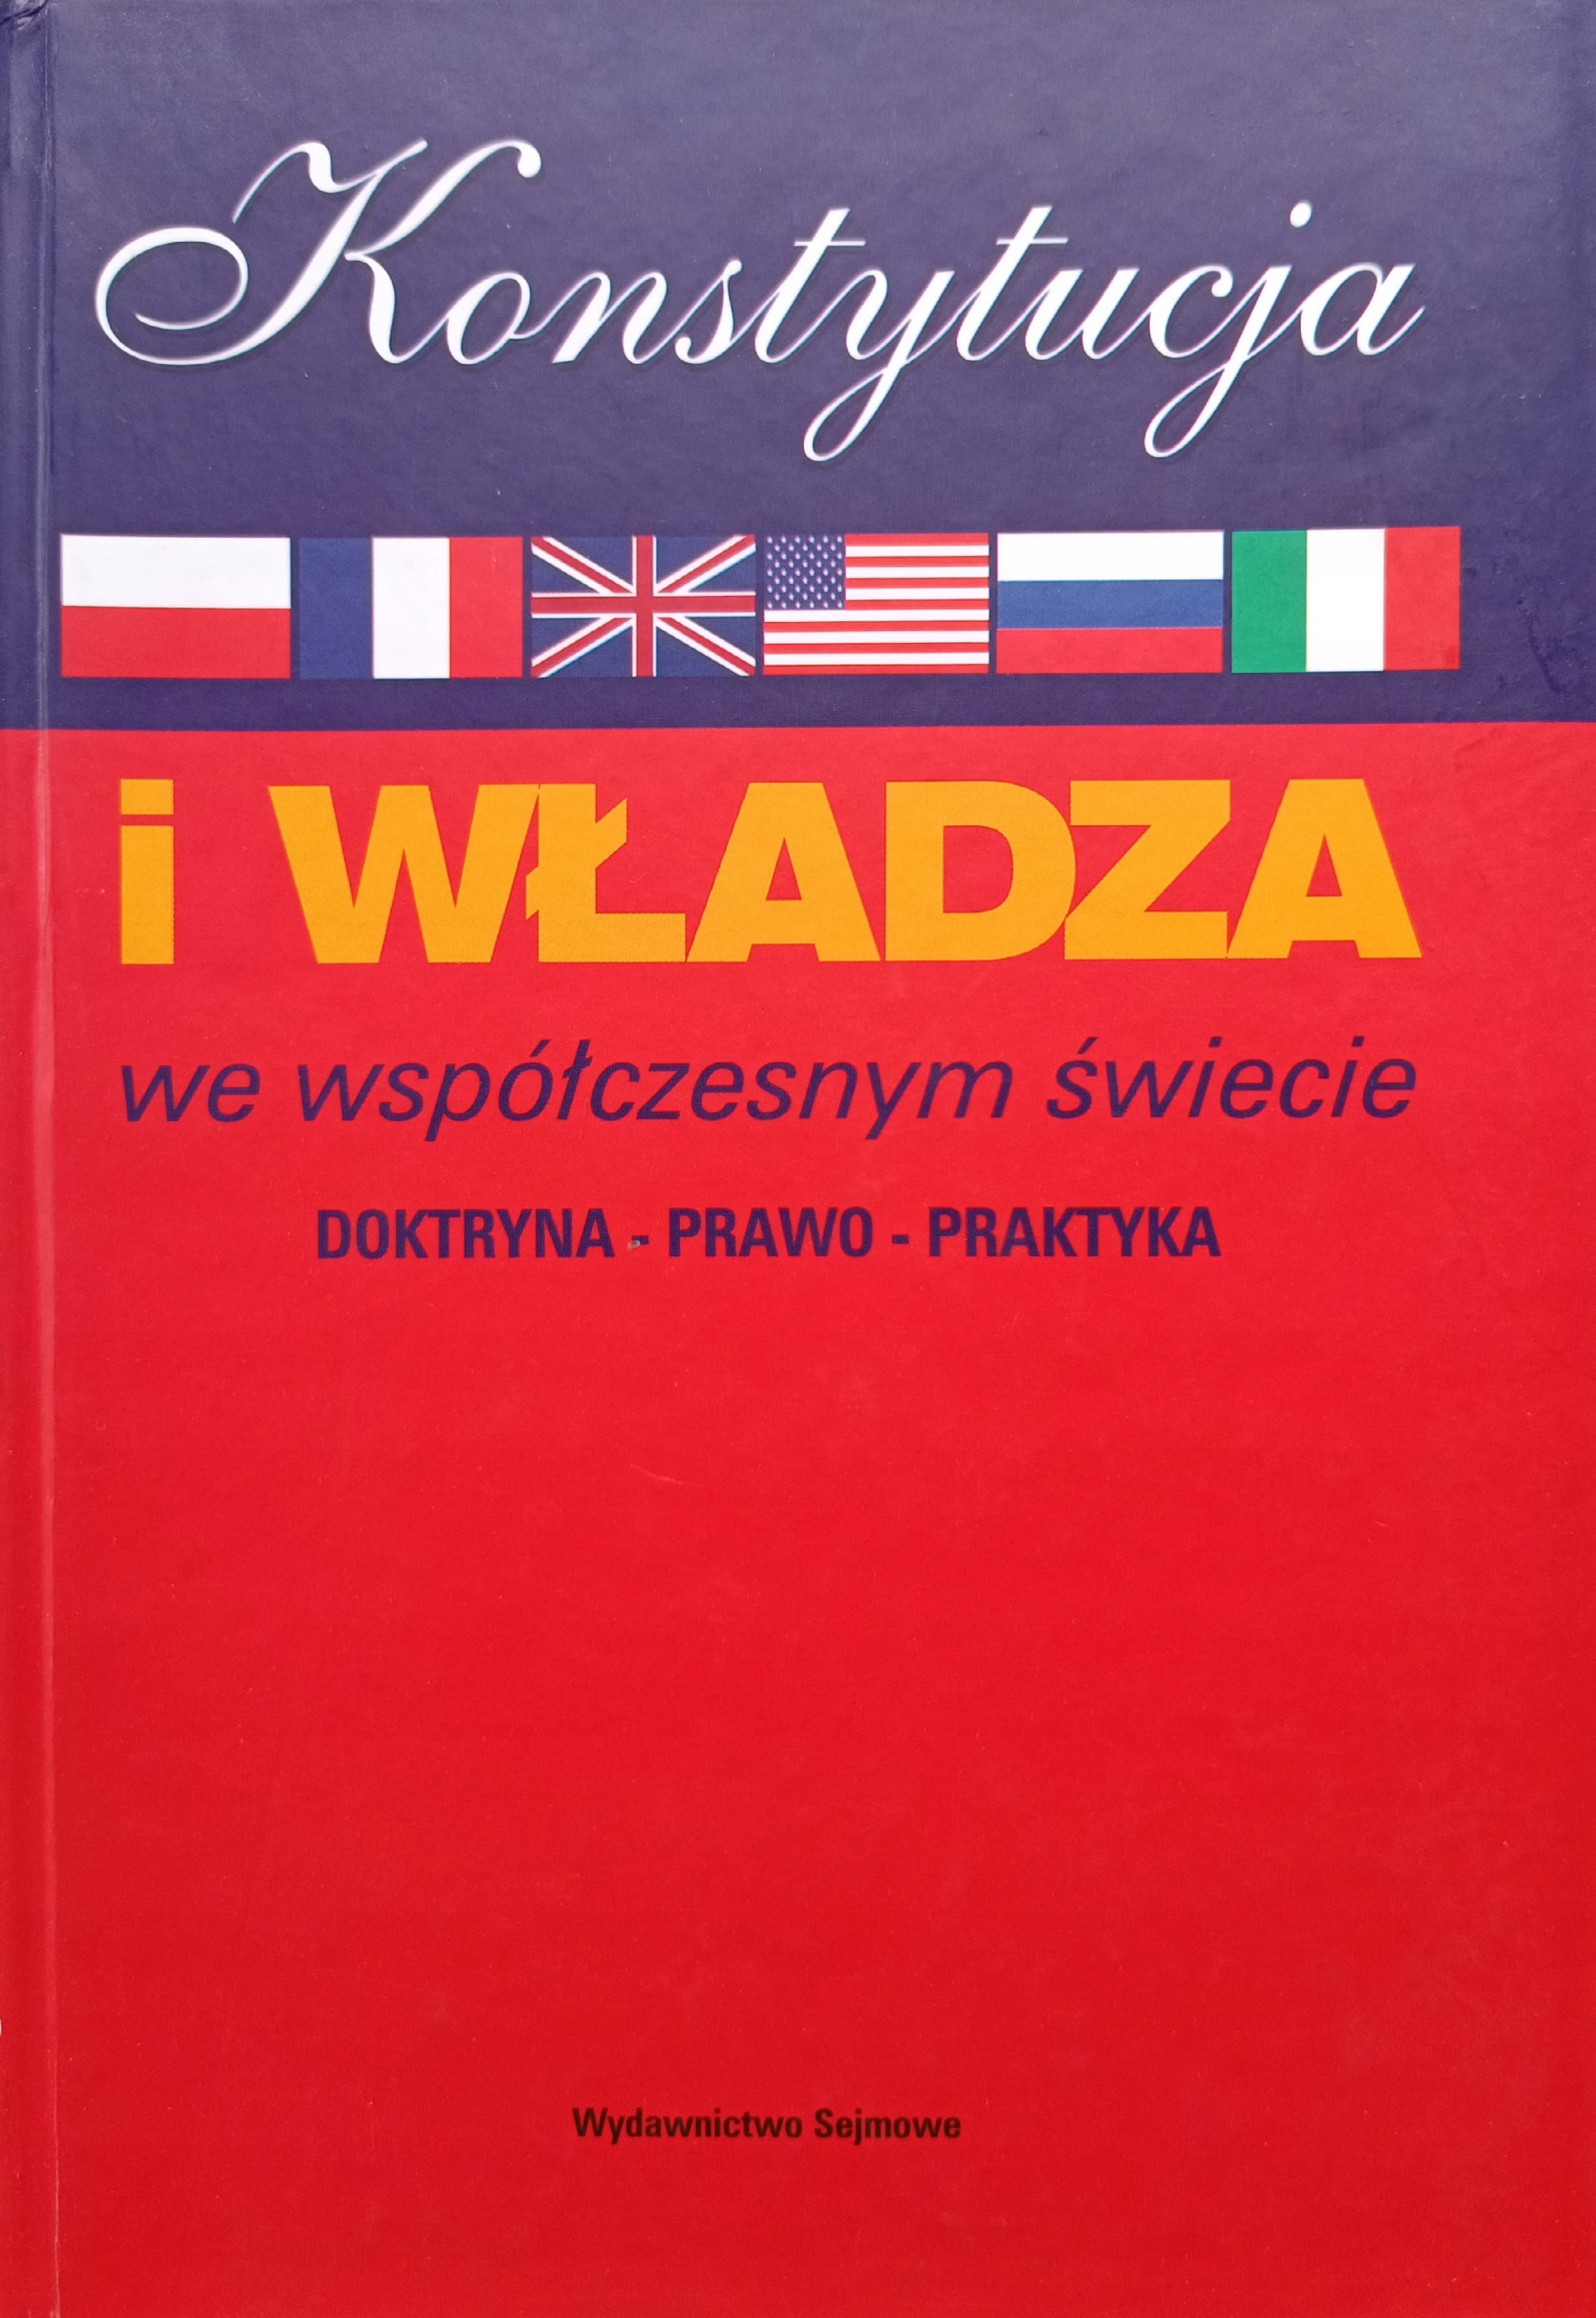 Konstytucja
i WŁADZA
we współczesnym świecie
DOKTRYNA - PRAWO - PRAKTYKA
Wydawnictwo Sejmowe